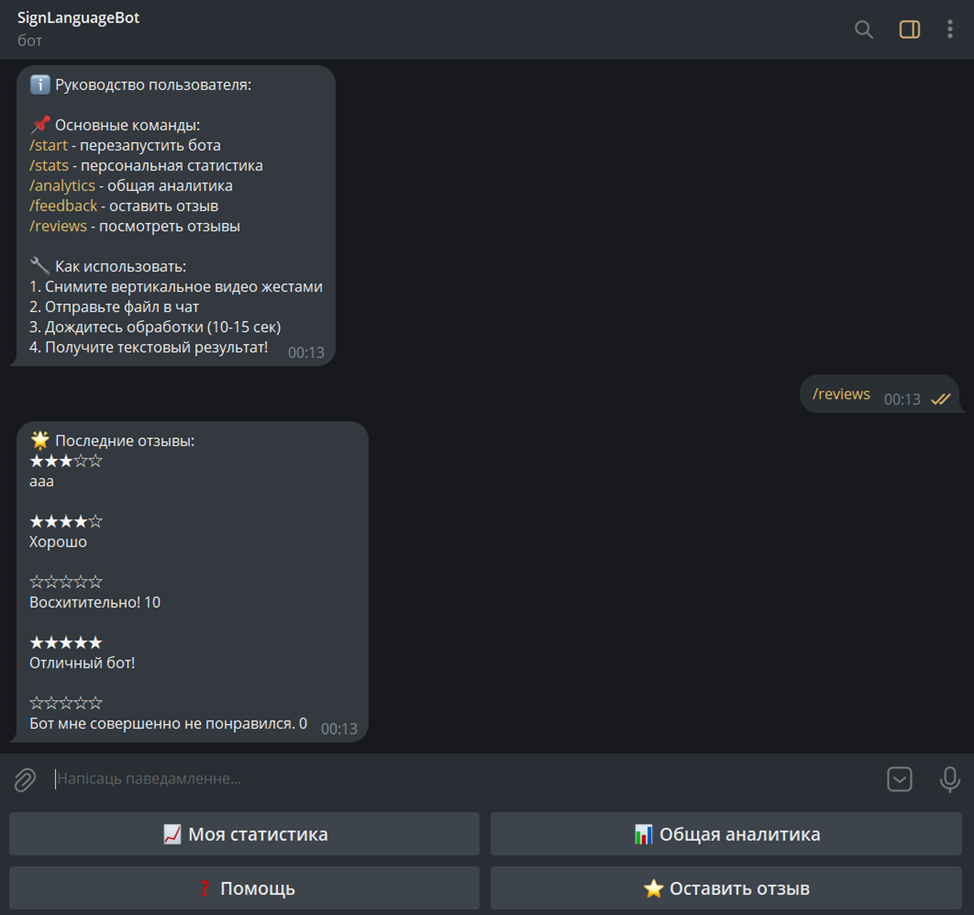 SignLanguageBot
бот
ℹ️ Руководство пользователя:
📌 Основные команды:
/start - перезапустить бота
/stats - персональная статистика
/analytics - общая аналитика
/feedback - оставить отзыв
/reviews - посмотреть отзывы
🔧 Как использовать:
1. Снимите вертикальное видео жестами
2. Отправьте файл в чат
3. Дождитесь обработки (10-15 сек)
4. Получите текстовый результат! 00:13
/reviews 00:13
🌟 Последние отзывы:
★★★☆☆
ааа
★★★★☆
Хорошо
☆☆☆☆☆
Восхитительно! 10
★★★★★
Отличный бот!
☆☆☆☆☆
Бот мне совершенно не понравился. 0 00:13
Напісаць паведамленне...
📈 Моя статистика
📊 Общая аналитика
❓ Помощь
⭐ Оставить отзыв